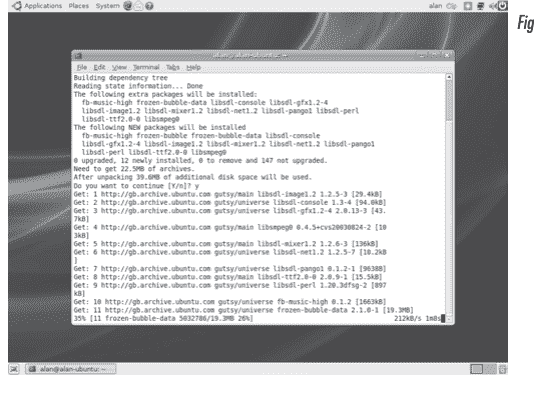 Applications Places System
alan Clip
Fig
alan@alan-ubuntu: ~
File Edit View Terminal Tabs Help
Building dependency tree
Reading state information... Done
The following extra packages will be installed:
fb-music-high frozen-bubble-data libsdl-console libsdl-gfx1.2-4
libsdl-image1.2 libsdl-mixer1.2 libsdl-net1.2 libsdl-pango1 libsdl-perl
libsdl-ttf2.0-0 libsmpeg0
The following NEW packages will be installed
fb-music-high frozen-bubble frozen-bubble-data libsdl-console
libsdl-gfx1.2-4 libsdl-image1.2 libsdl-mixer1.2 libsdl-net1.2 libsdl-pango1
libsdl-perl libsdl-ttf2.0-0 libsmpeg0
0 upgraded, 12 newly installed, 0 to remove and 147 not upgraded.
Need to get 22.5MB of archives.
After unpacking 39.6MB of additional disk space will be used.
Do you want to continue [Y/n]? y
Get: 1 http://gb.archive.ubuntu.com gutsy/main libsdl-image1.2 1.2.5-3 [29.4kB]
Get: 2 http://gb.archive.ubuntu.com gutsy/universe libsdl-console 1.3-4 [94.0kB]
Get: 3 http://gb.archive.ubuntu.com gutsy/universe libsdl-gfx1.2-4 2.0.13-3 [43.
7kB]
Get: 4 http://gb.archive.ubuntu.com gutsy/main libsmpeg0 0.4.5+cvs20030824-2 [10
3kB]
Get: 5 http://gb.archive.ubuntu.com gutsy/main libsdl-mixer1.2 1.2.6-3 [136kB]
Get: 6 http://gb.archive.ubuntu.com gutsy/universe libsdl-net1.2 1.2.5-7 [10.2kB
]
Get: 7 http://gb.archive.ubuntu.com gutsy/universe libsdl-pango1 0.1.2-1 [9638B]
Get: 8 http://gb.archive.ubuntu.com gutsy/main libsdl-ttf2.0-0 2.0.9-1 [15.5kB]
Get: 9 http://gb.archive.ubuntu.com gutsy/universe libsdl-perl 1.20.3dfsg-2 [897
kB]
Get: 10 http://gb.archive.ubuntu.com gutsy/universe fb-music-high 0.1.2 [1663kB]
Get: 11 http://gb.archive.ubuntu.com gutsy/universe frozen-bubble-data 2.1.0-1 [19.3MB]
35% [11 frozen-bubble-data 5032786/19.3MB 26%] 212kB/s 1m8s
alan@alan-ubuntu: ~